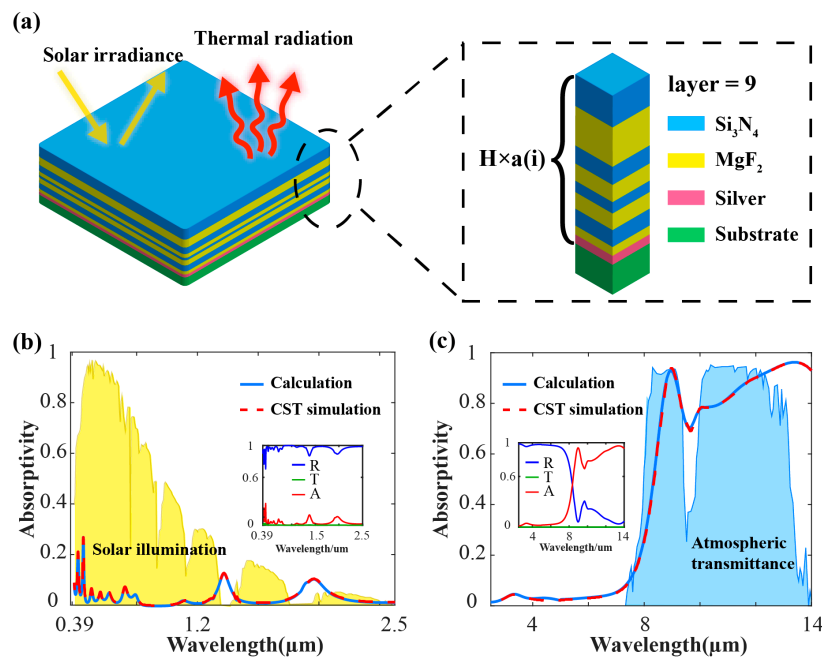 (a)
Solar irradiance
Thermal radiation
layer = 9
H×a(i)
Si3N4
MgF2
Silver
Substrate
(b)
Absorptivity
1
0.8
0.6
0.4
0.2
0
Calculation
CST simulation
Solar illumination
1
0.6
0
R
T
A
0.39
1.5
2.5
Wavelength/um
0.39
1.2
2.5
Wavelength(µm)
(c)
Absorptivity
1
0.8
0.6
0.4
0.2
0
Calculation
CST simulation
1
0.6
0
R
T
A
4
8
14
Wavelength/um
Atmospheric
transmittance
4
8
14
Wavelength(µm)